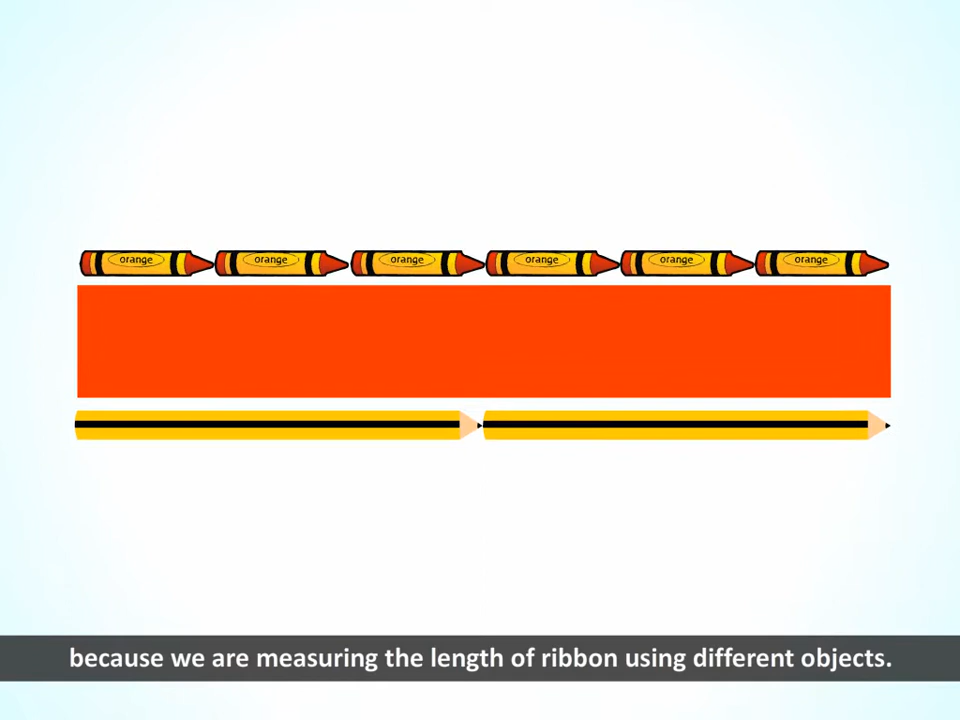 orange orange orange orange orange orange
because we are measuring the length of ribbon using different objects.